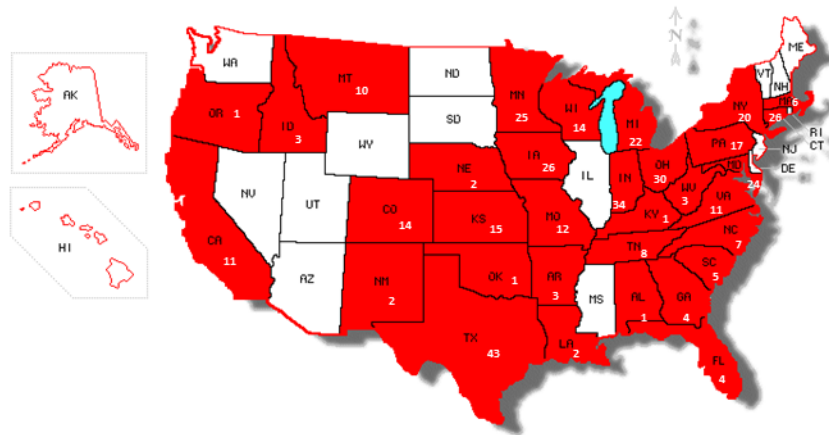 N
ME
WA
VT
NH
AK
MT
10
ND
MN
25
OR 1
ID
3
SD
WI
14
MI
22
NY
20
MA 6
26
RI
CT
WY
PA 17
NJ
DE
IA
26
NE
2
NV
UT
IL
IN
34
OH
30
MD
24
WV
3
VA
11
CO
14
KS
15
MO
12
KY 1
HI
CA
11
NC
7
TN
8
AZ
NM
2
OK 1
AR
3
SC
5
MS
AL
1
GA
4
TX
43
LA
2
FL
4